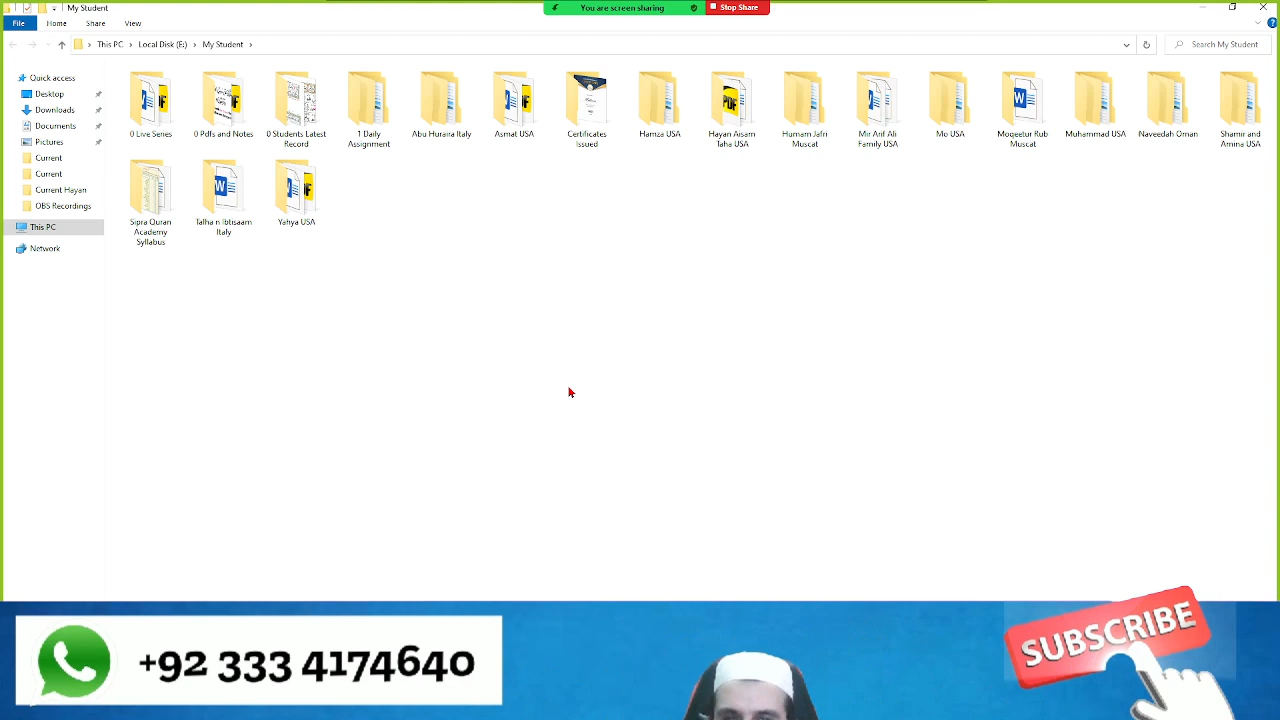 My Student
You are screen sharing
Stop Share
File
Home
Share
View
This PC
Local Disk (E:)
My Student
Search My Student
Quick access
Desktop
Downloads
Documents
Pictures
Current
Current
Current Hayan
OBS Recordings
This PC
Network
0 Live Series
0 Pdfs and Notes
0 Students Latest
Record
1 Daily
Assignment
Abu Huraira Italy
Asmat USA
Certificates
Issued
Hamza USA
Hayan Aisam
Taha USA
Humam Jafri
Muscat
Mir Arif Ali
Family USA
Mo USA
Moqeetur Rub
Muscat
Muhammad USA
Naveedah Oman
Shamir and
Amna USA
Sipra Quran
Academy
Syllabus
Talha n Ibtisaam
Italy
Yahya USA
+92 333 4174640
SUBSCRIBE